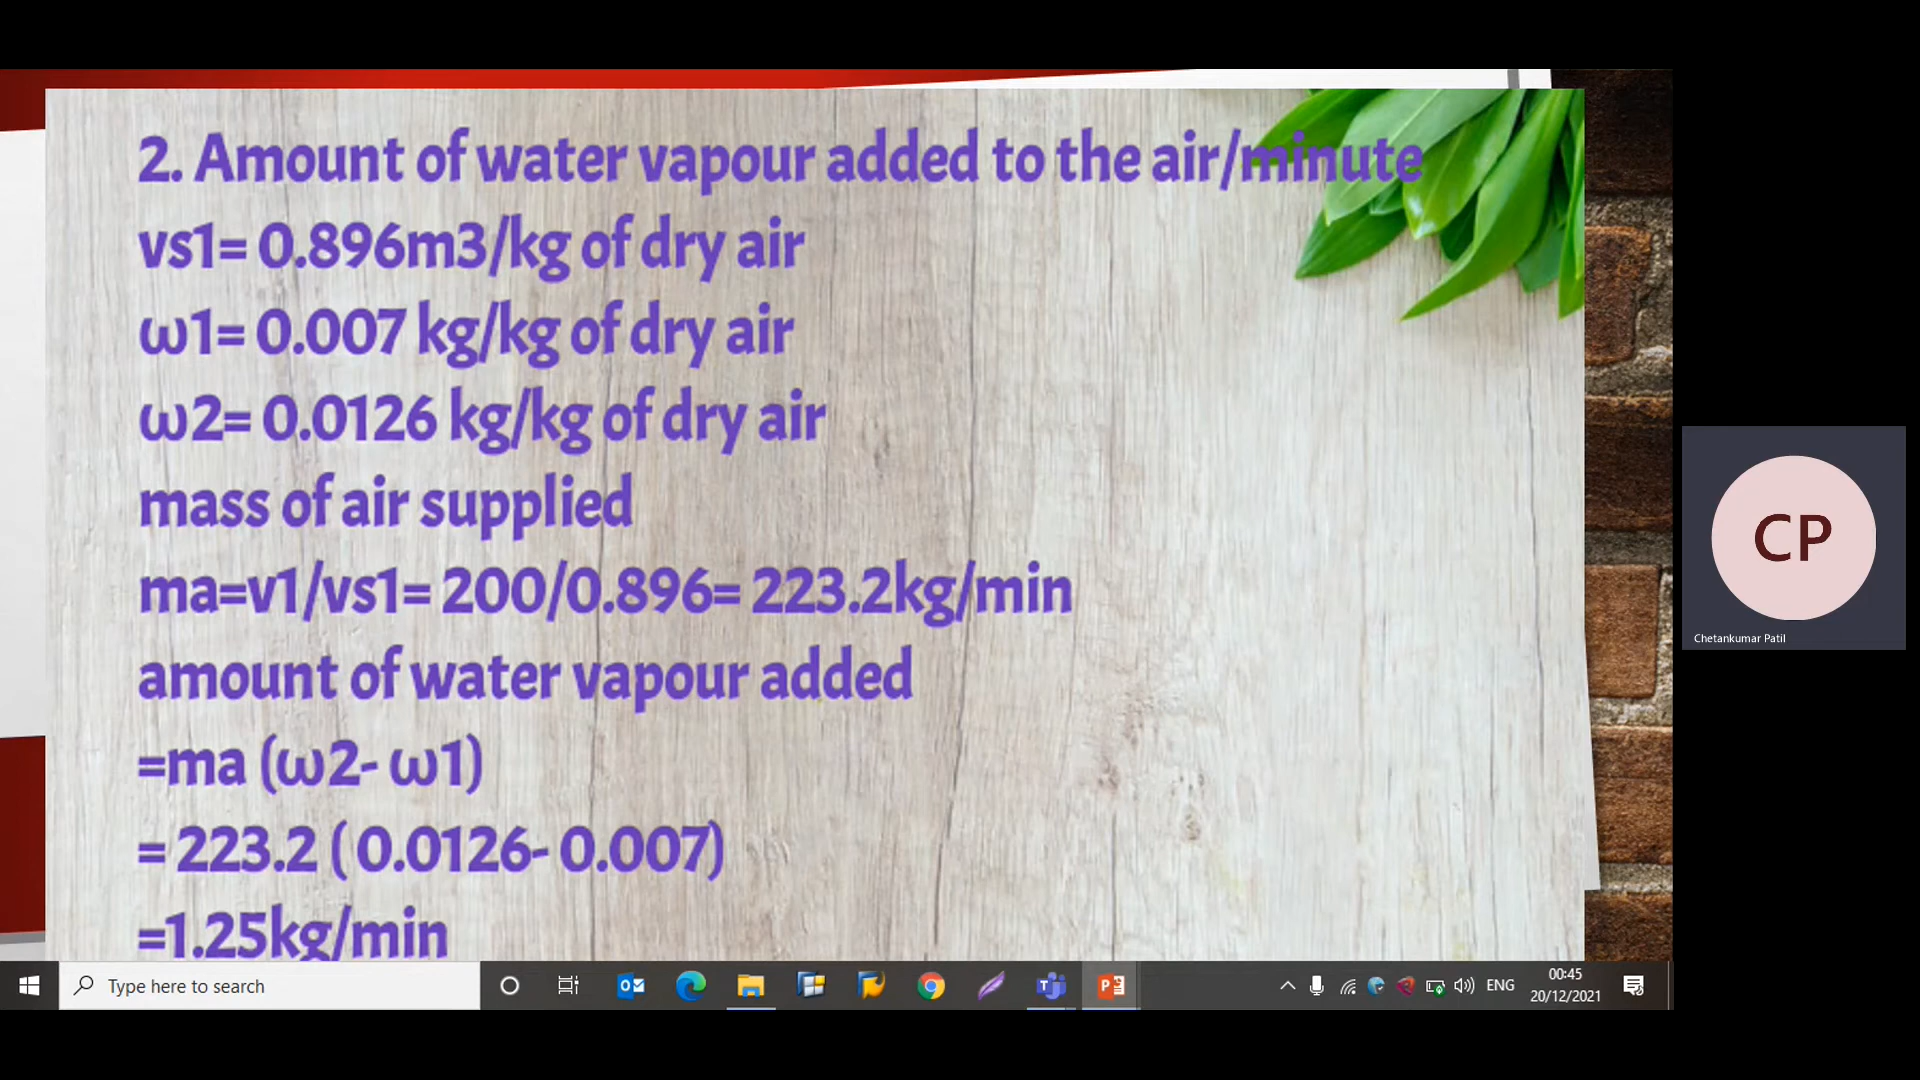 2. Amount of water vapour added to the air/minute
vs1= 0.896m3/kg of dry air
ω1= 0.007 kg/kg of dry air
ω2= 0.0126 kg/kg of dry air
mass of air supplied
ma=v1/vs1= 200/0.896= 223.2kg/min
amount of water vapour added
=ma (ω2- ω1)
= 223.2 ( 0.0126- 0.007)
=1.25kg/min
CP
Chetankumar Patil
Type here to search
ENG
00:45
20/12/2021